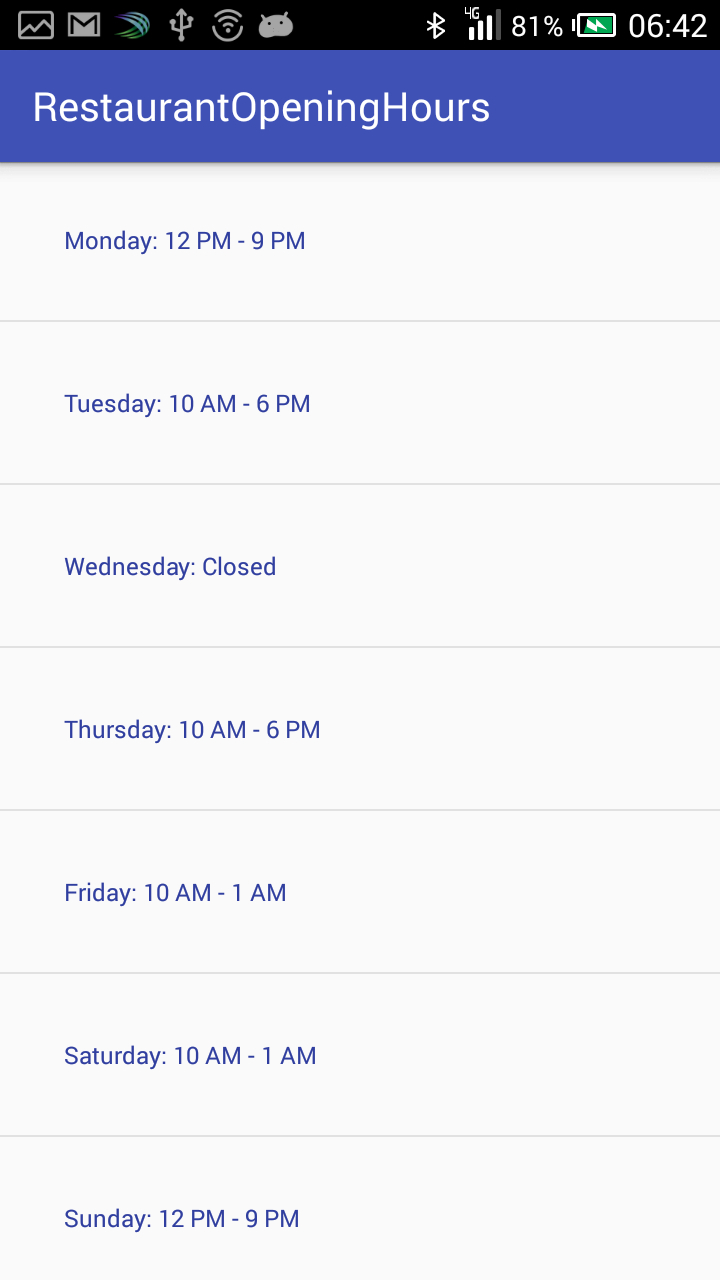 4G 81% 06:42
RestaurantOpeningHours
Monday: 12 PM - 9 PM
Tuesday: 10 AM - 6 PM
Wednesday: Closed
Thursday: 10 AM - 6 PM
Friday: 10 AM - 1 AM
Saturday: 10 AM - 1 AM
Sunday: 12 PM - 9 PM